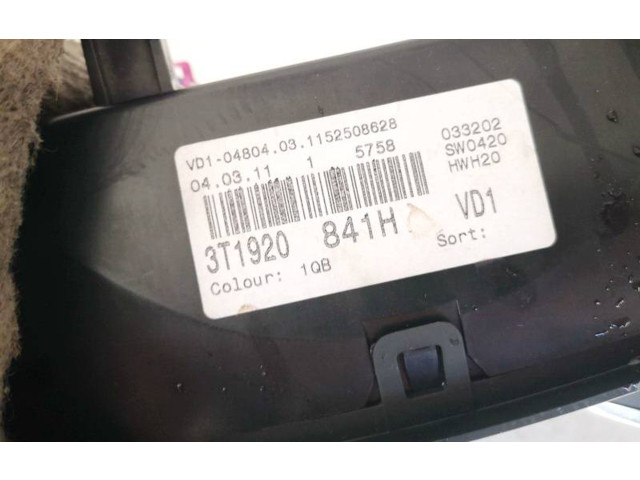 VD1-04804.03.1152508628 033202
04.03.11 1 5758 SW0420
HWH20
3T1920 841H VD1
Colour: 1QB Sort: